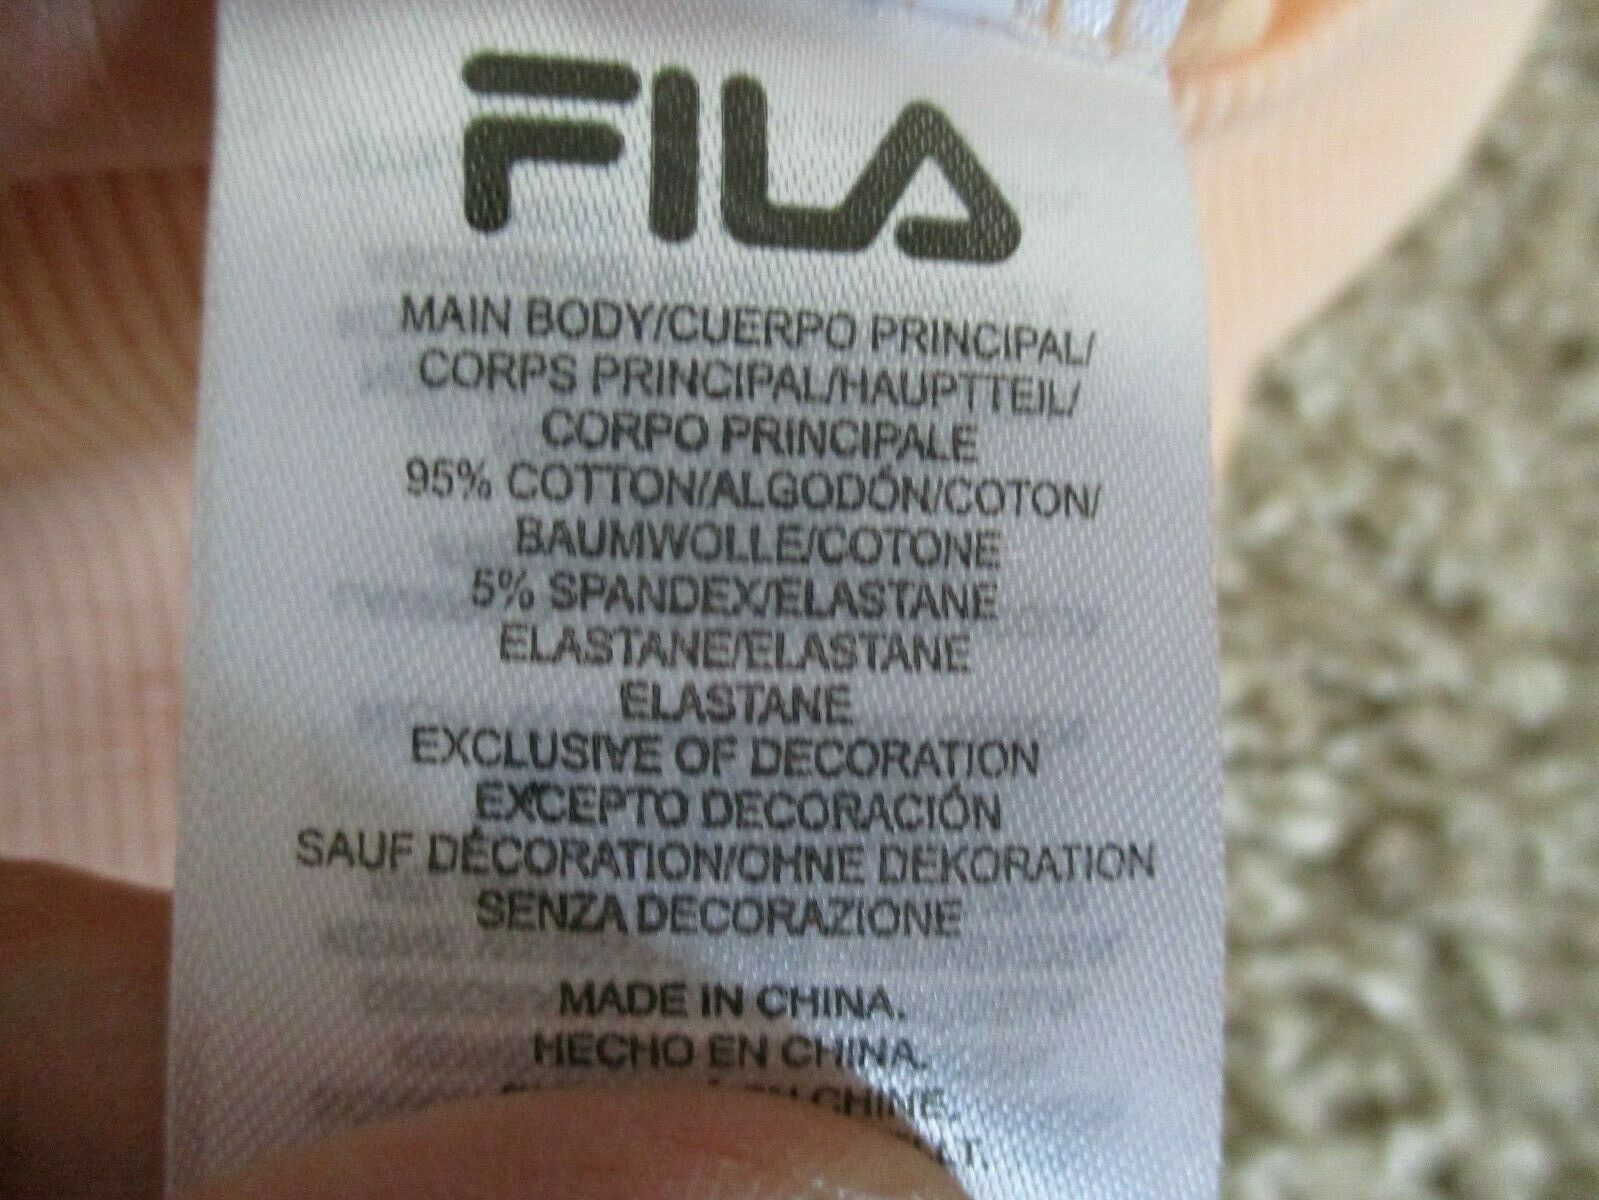 FILA
MAIN BODY/CUERPO PRINCIPAL/
CORPS PRINCIPAL/HAUPTTEIL/
CORPO PRINCIPALE
95% COTTON/ALGODÓN/COTON/
BAUMWOLLE/COTONE
5% SPANDEX/ELASTANE
ELASTANE/ELASTANE
ELASTANE
EXCLUSIVE OF DECORATION
EXCEPTO DECORACIÓN
SAUF DÉCORATION/OHNE DEKORATION
SENZA DECORAZIONE
MADE IN CHINA.
HECHO EN CHINA.
CHINE.